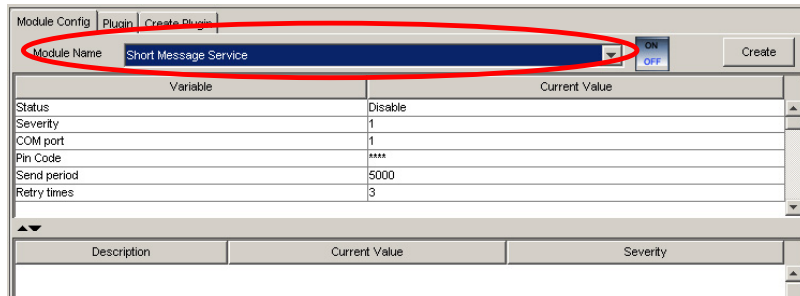 Module Config Plugin Create Plugin
Module Name Short Message Service ON OFF Create
Variable Current Value
Status Disable
Severity 1
COM port 1
Pin Code ****
Send period 5000
Retry times 3
Description Current Value Severity